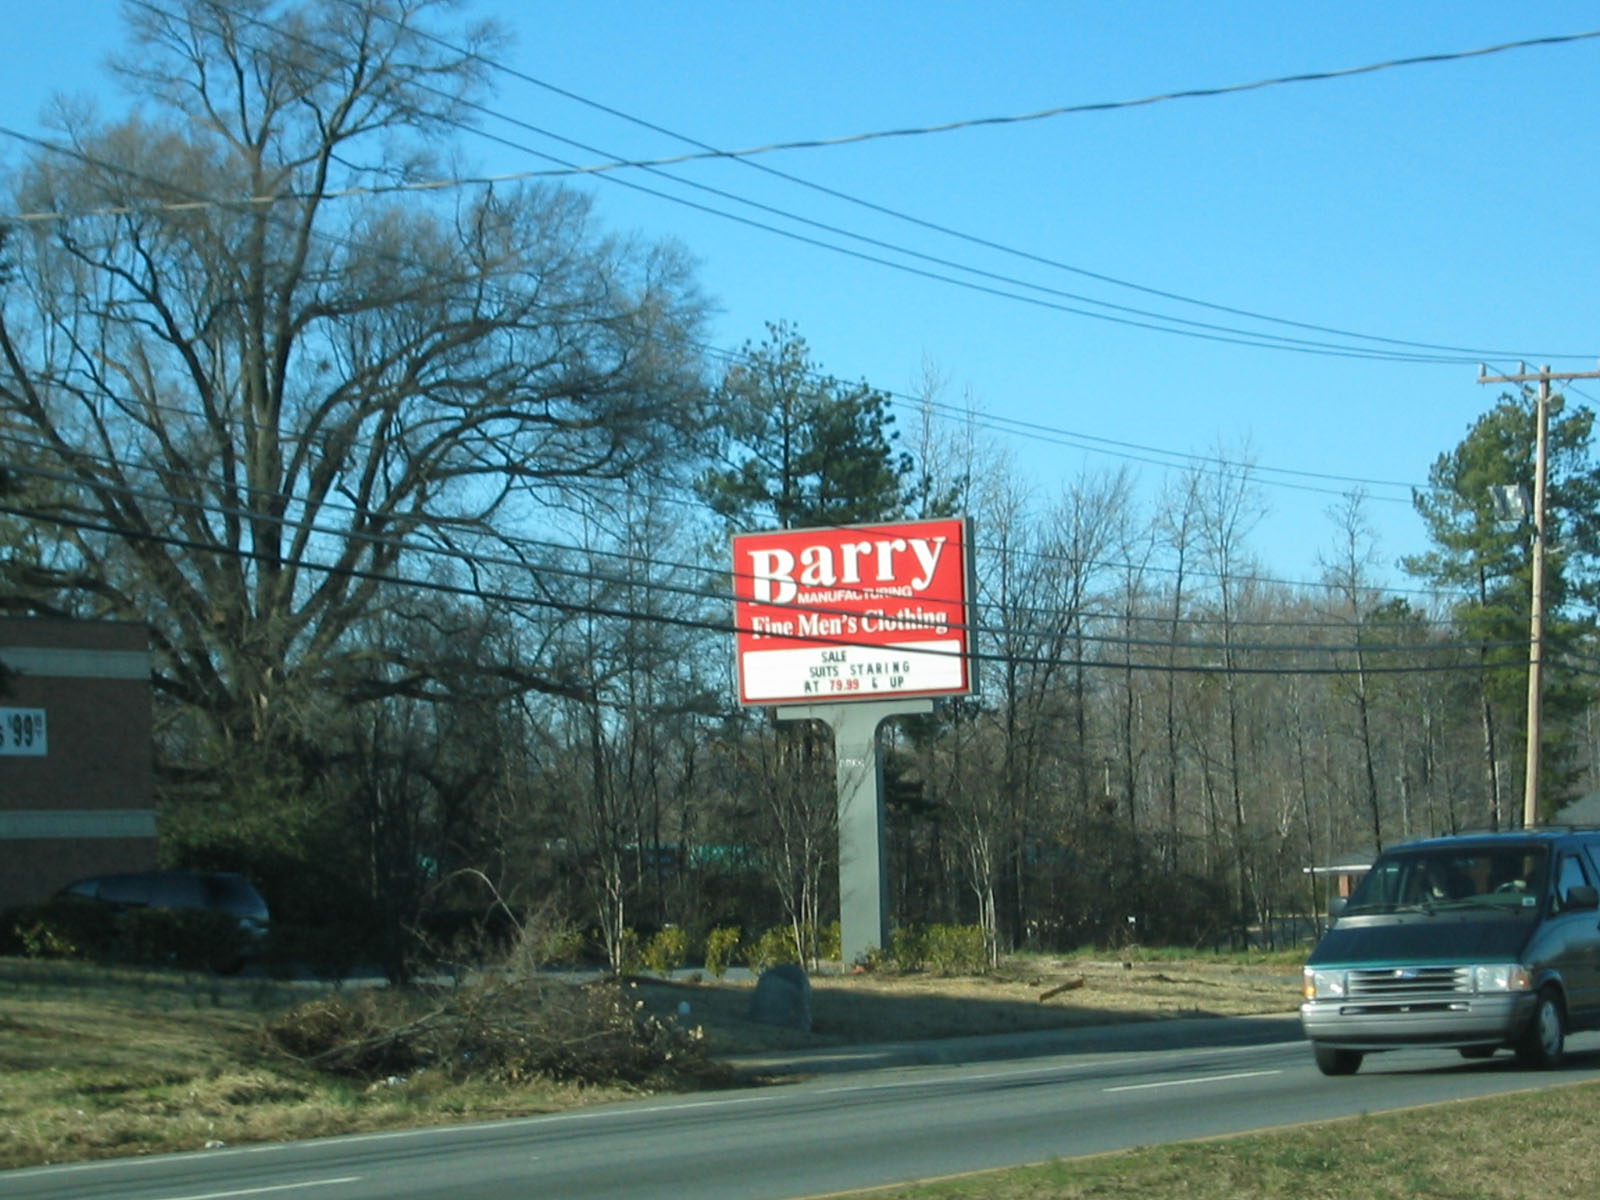 Barry
MANUFACTURING
Fine Men's Clothing
SALE
SUITS STARING
AT 79.99 & UP
$99